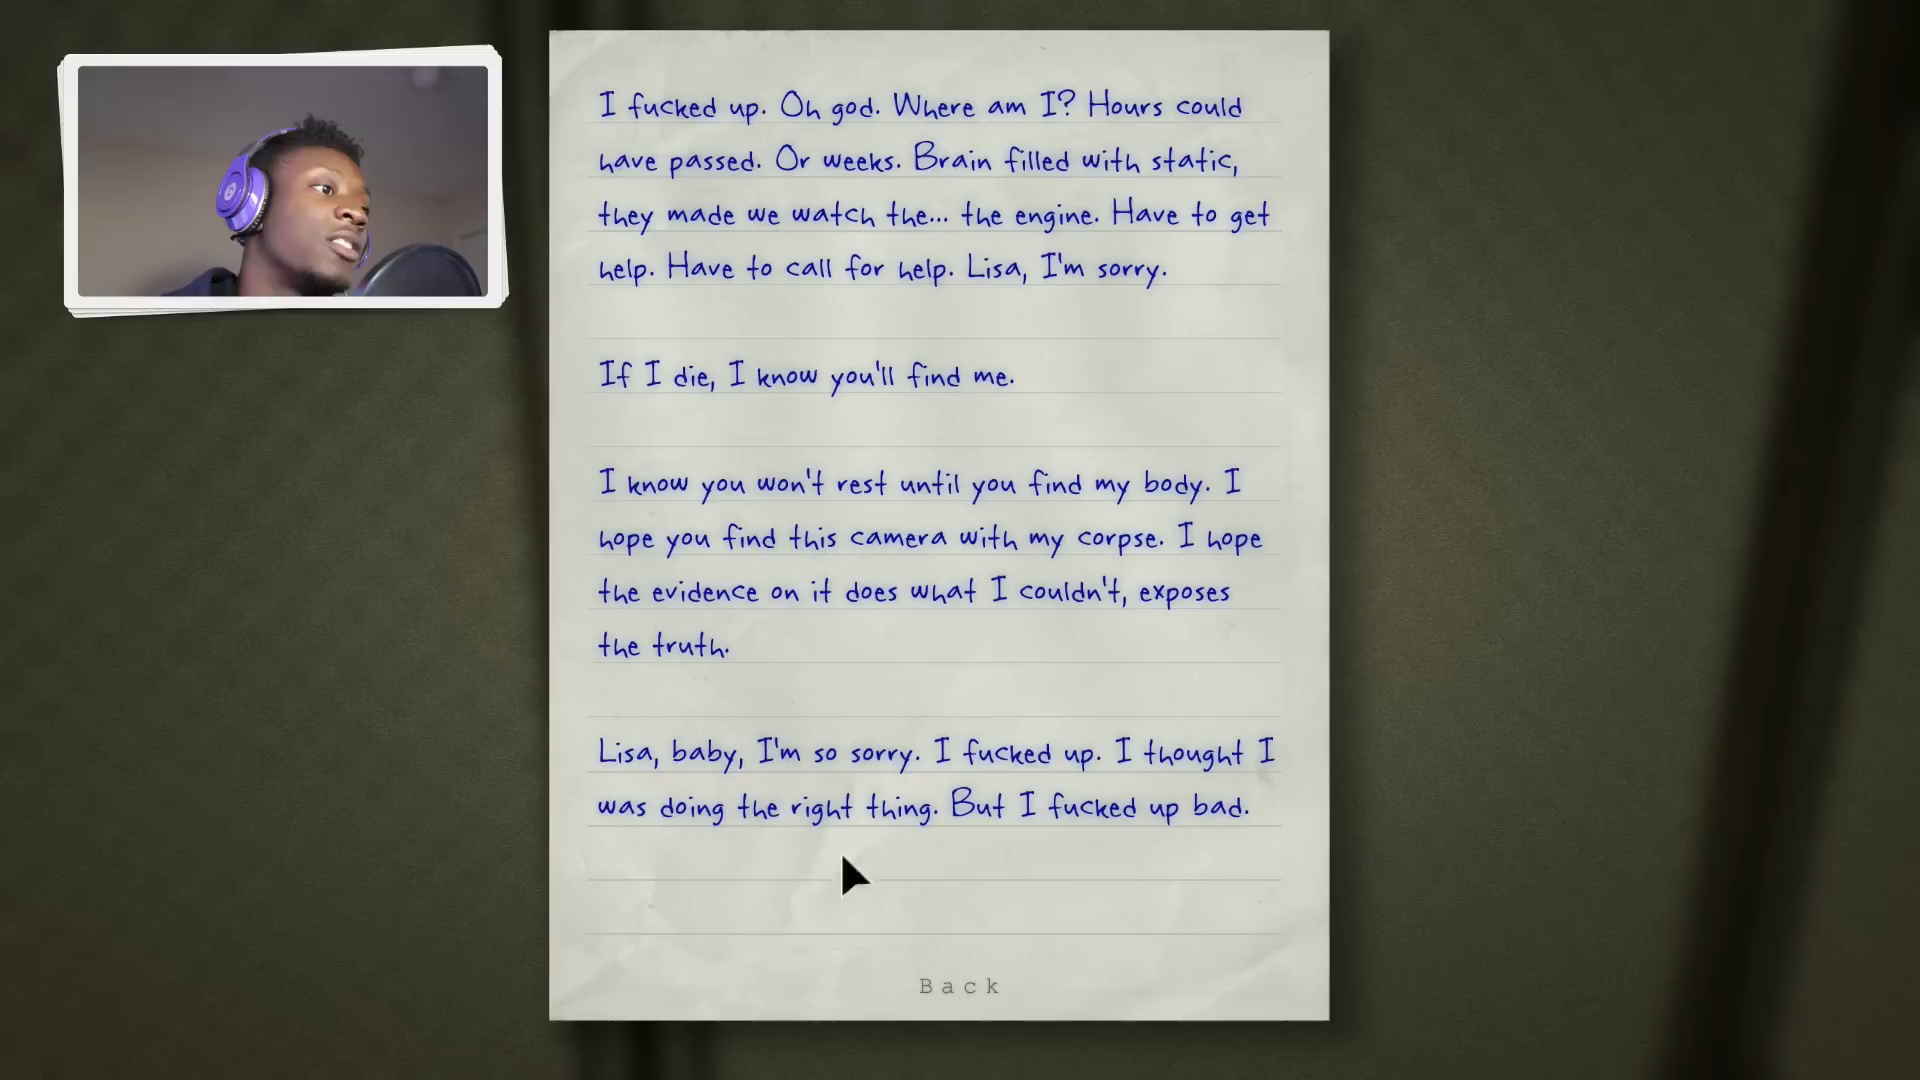 I fucked up. Oh god. Where am I? Hours could
have passed. Or weeks. Brain filled with static,
they made we watch the... the engine. Have to get
help. Have to call for help. Lisa, I'm sorry.
If I die, I know you'll find me.
I know you won't rest until you find my body. I
hope you find this camera with my corpse. I hope
the evidence on it does what I couldn't, exposes
the truth.
Lisa, baby, I'm so sorry. I fucked up. I thought I
was doing the right thing. But I fucked up bad.
Back